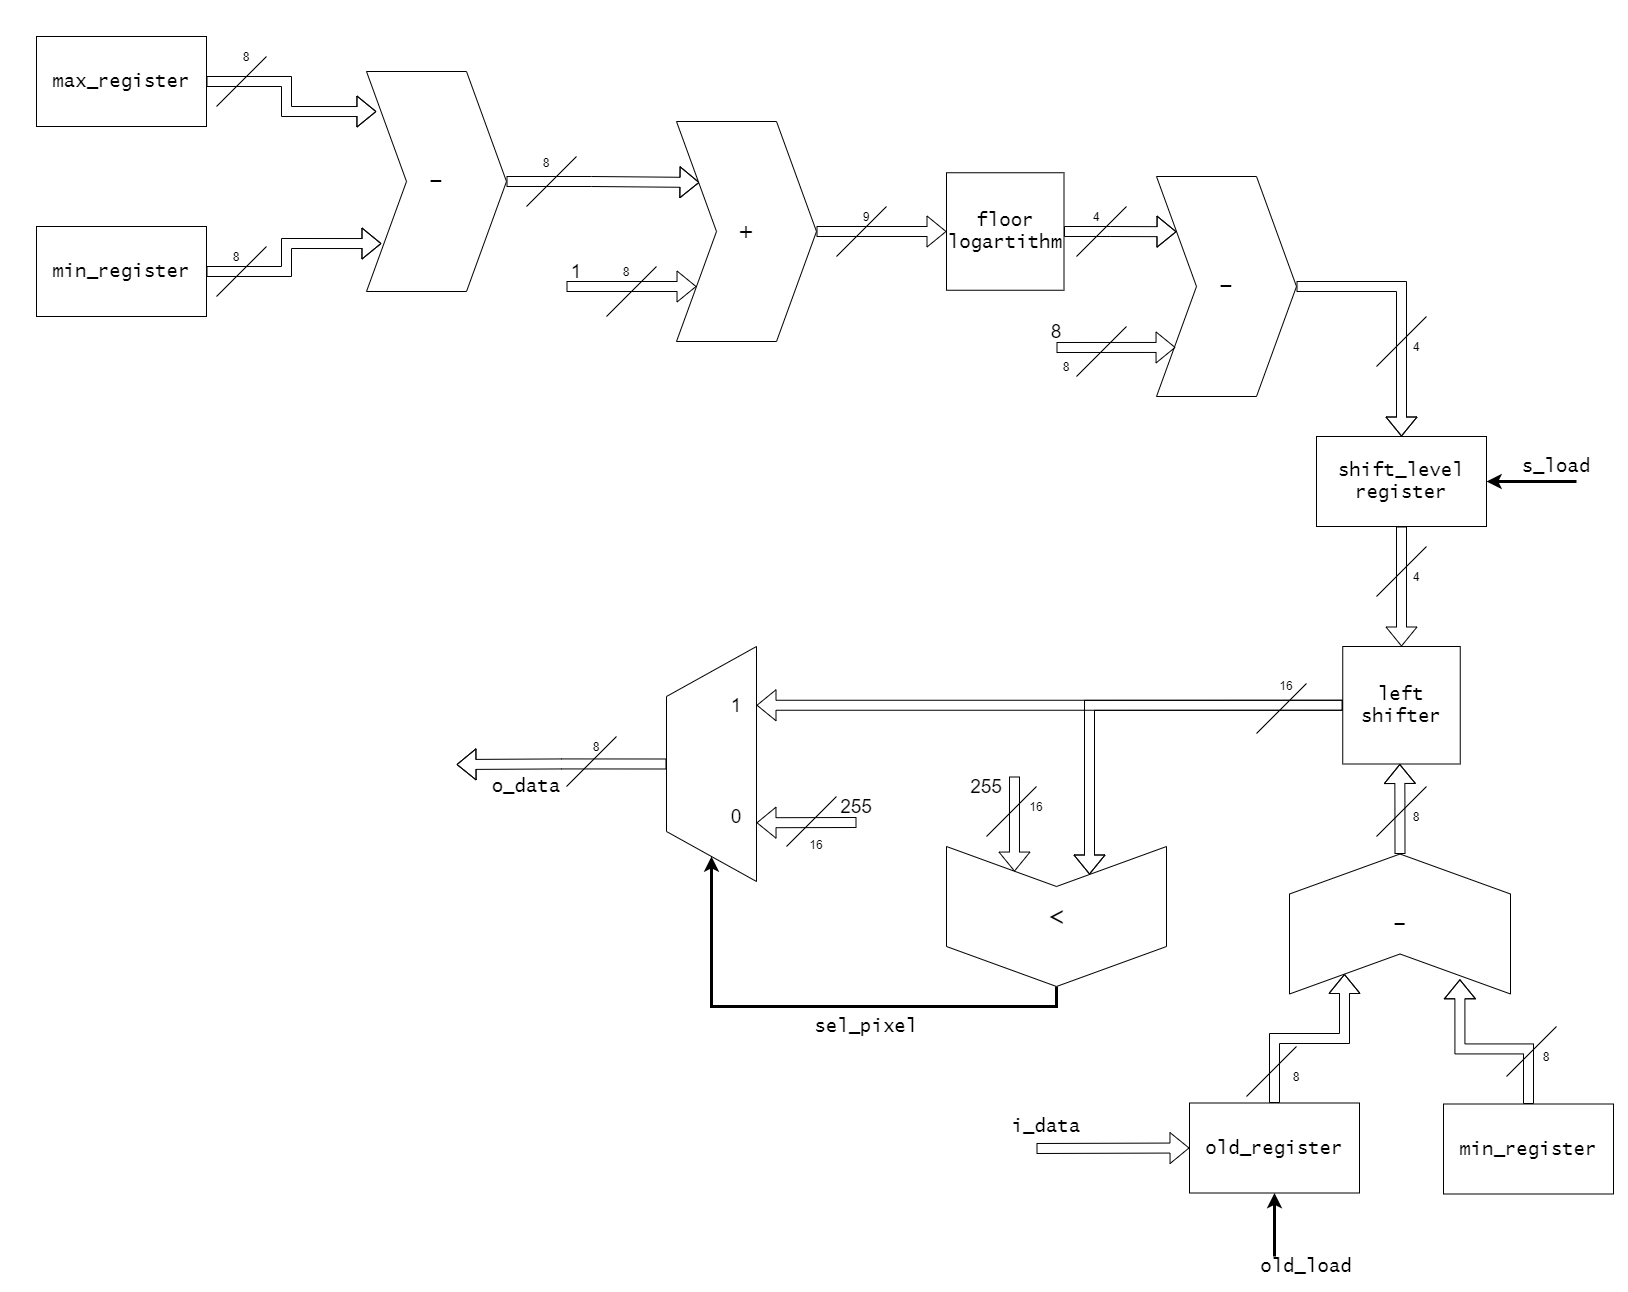 8
max_register
8
-
8
min_register
8
+
1
8
9
floor
logartithm
4
-
8
8
4
shift_level
register
s_load
4
left
shifter
16
1
0
8
o_data
255
16
255
16
<
sel_pixel
8
-
8
8
i_data
old_register
min_register
old_load